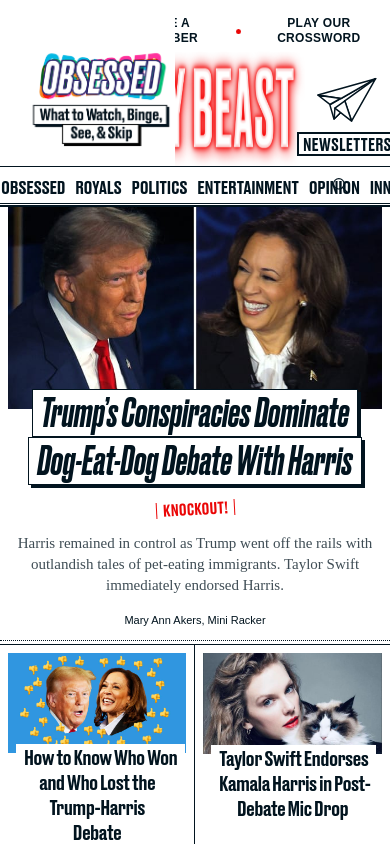 E A
BER
PLAY OUR
CROSSWORD
OBSESSED
What to Watch, Binge,
See, & Skip
Y BEAST
NEWSLETTERS
OBSESSED ROYALS POLITICS ENTERTAINMENT OPINION INN
Trump's Conspiracies Dominate
Dog-Eat-Dog Debate With Harris
KNOCKOUT!
Harris remained in control as Trump went off the rails with
outlandish tales of pet-eating immigrants. Taylor Swift
immediately endorsed Harris.
Mary Ann Akers, Mini Racker
How to Know Who Won
and Who Lost the
Trump-Harris
Debate
Taylor Swift Endorses
Kamala Harris in Post-
Debate Mic Drop